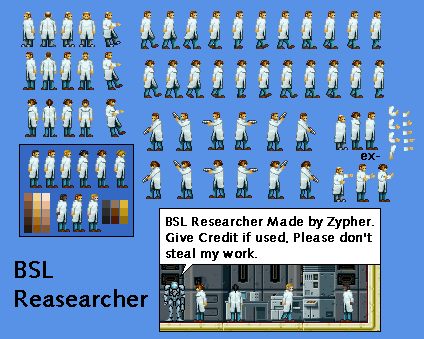 ex-
BSL Researcher Made by Zypher.
Give Credit if used. Please don't
steal my work.
BSL
Reasearcher